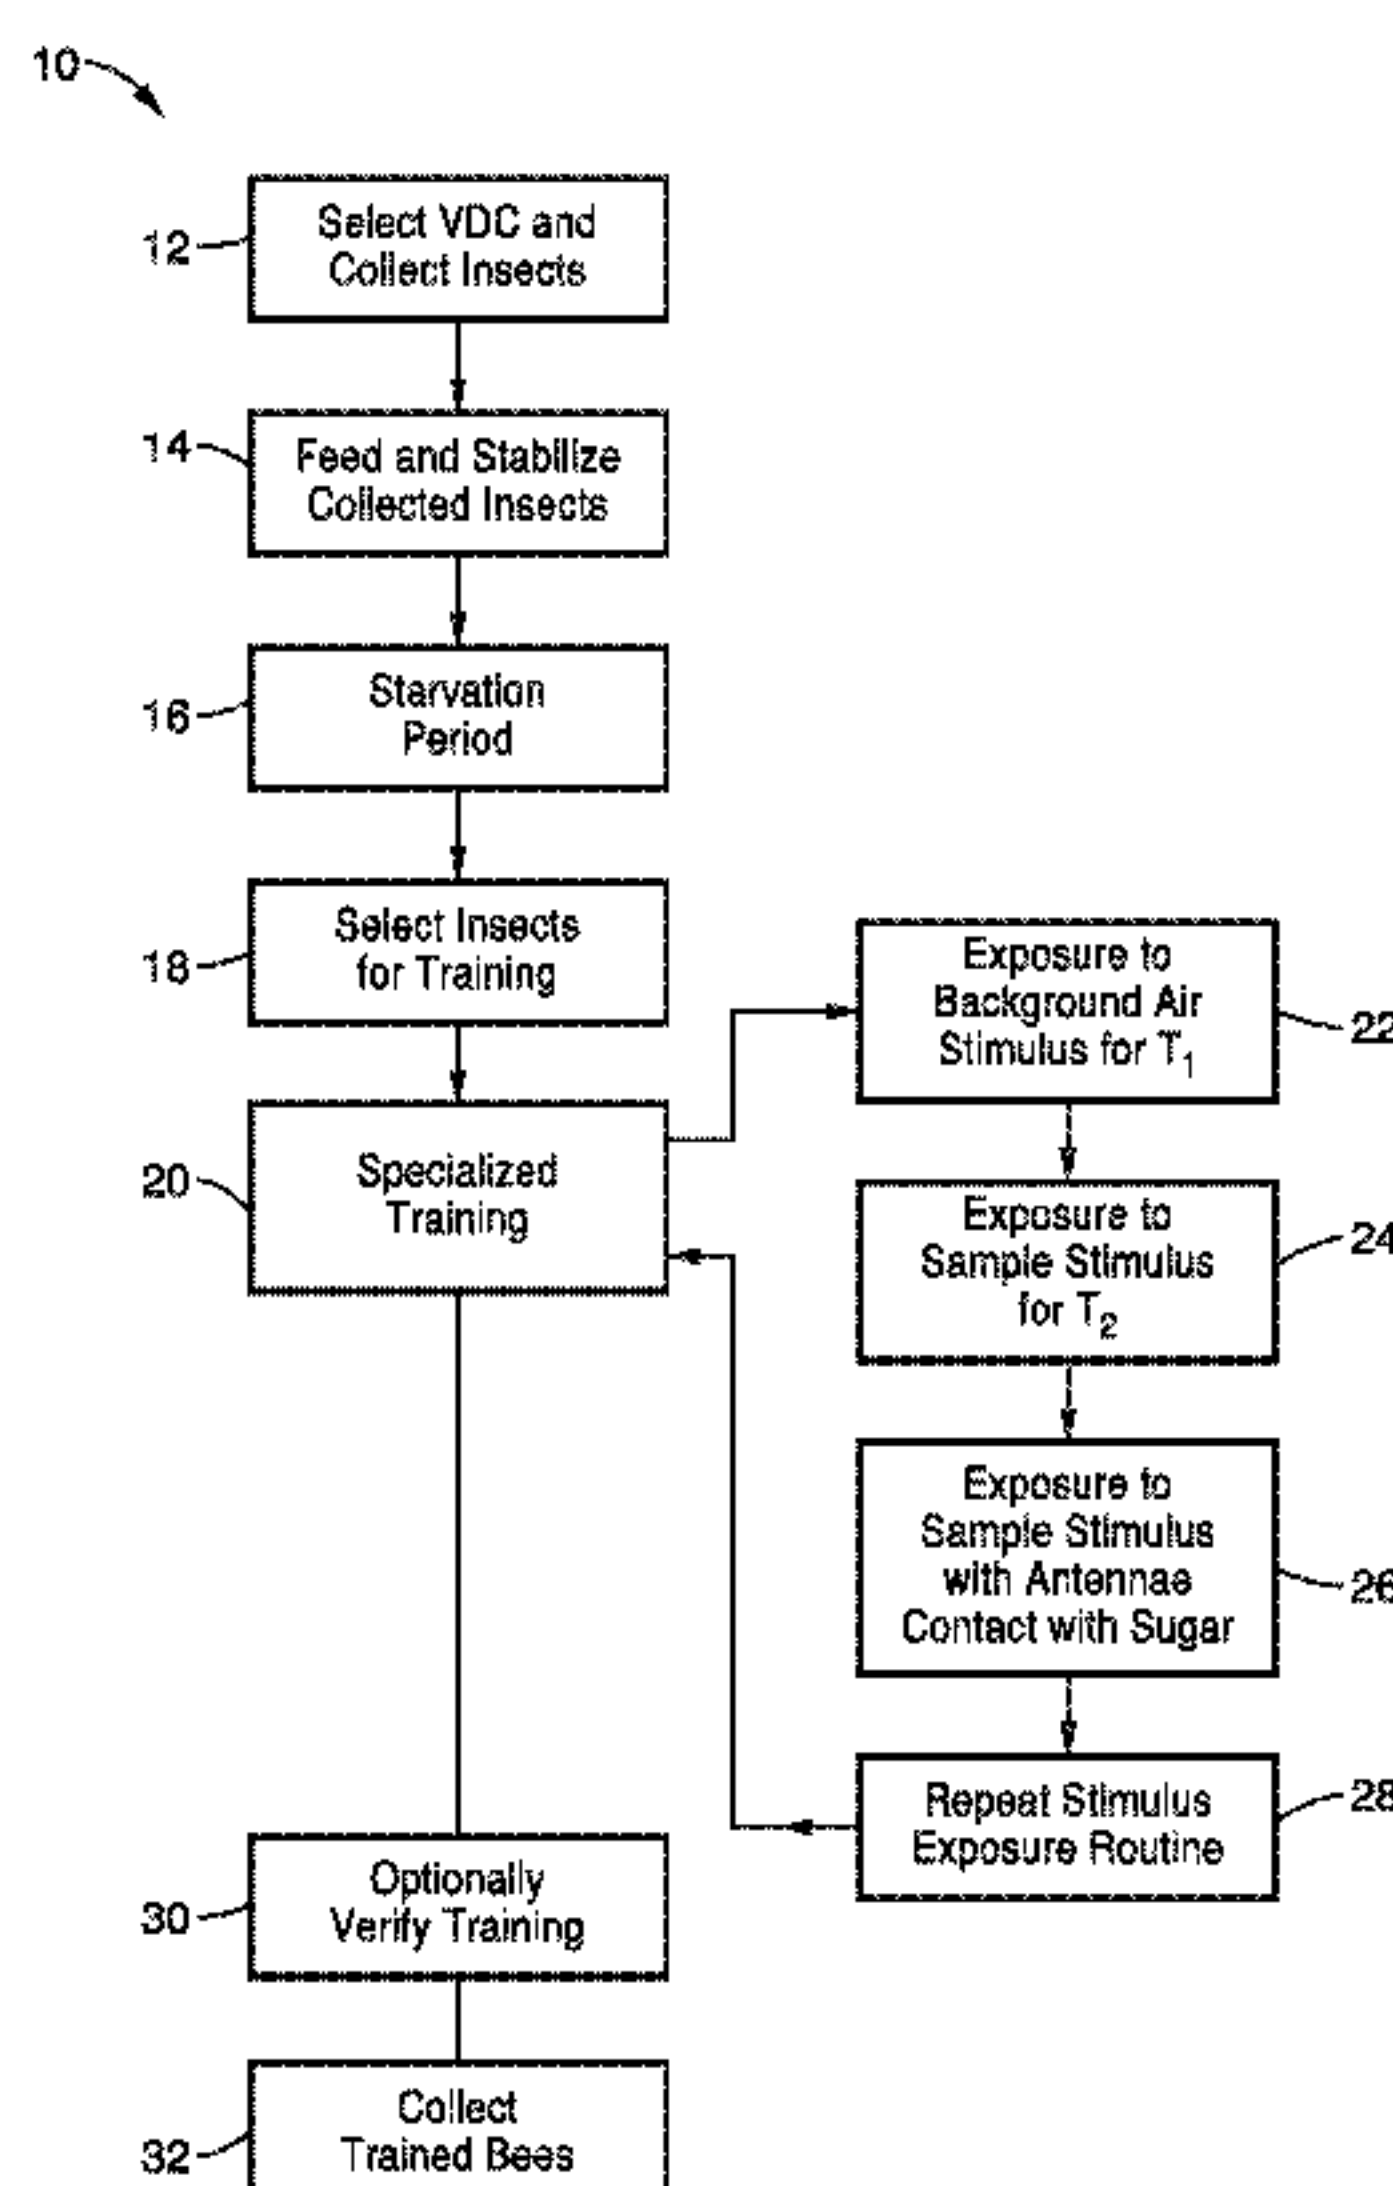 10
12
Select VDC and
Collect Insects
14
Feed and Stabilize
Collected Insects
16
Starvation
Period
18
Select Insects
for Training
20
Specialized
Training
Exposure to
Background Air
Stimulus for T1
22
Exposure to
Sample Stimulus
for T2
24
Exposure to
Sample Stimulus
with Antennae
Contact with Sugar
26
Repeat Stimulus
Exposure Routine
28
30
Optionally
Verify Training
32
Collect
Trained Bees